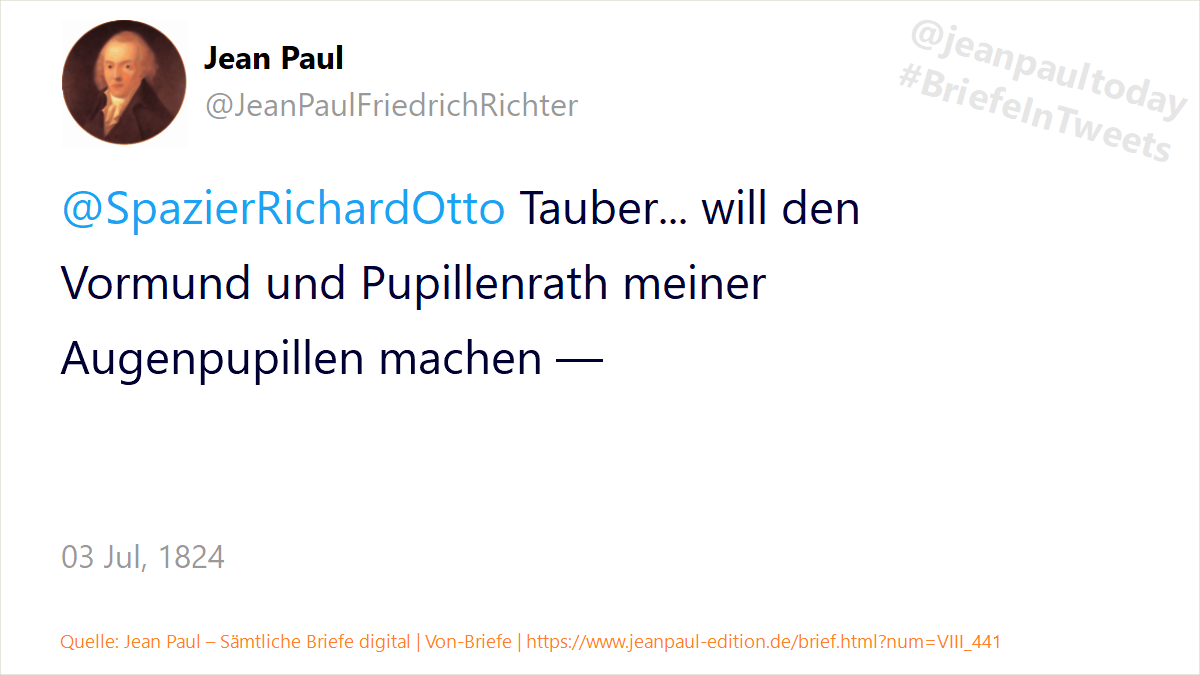 Jean Paul
@JeanPaulFriedrichRichter
@jeanpaultoday
#BriefeInTweets
@SpazierRichardOtto Tauber... will den
Vormund und Pupillenrath meiner
Augenpupillen machen —
03 Jul, 1824
Quelle: Jean Paul – Sämtliche Briefe digital | Von-Briefe | https://www.jeanpaul-edition.de/brief.html?num=VIII_441